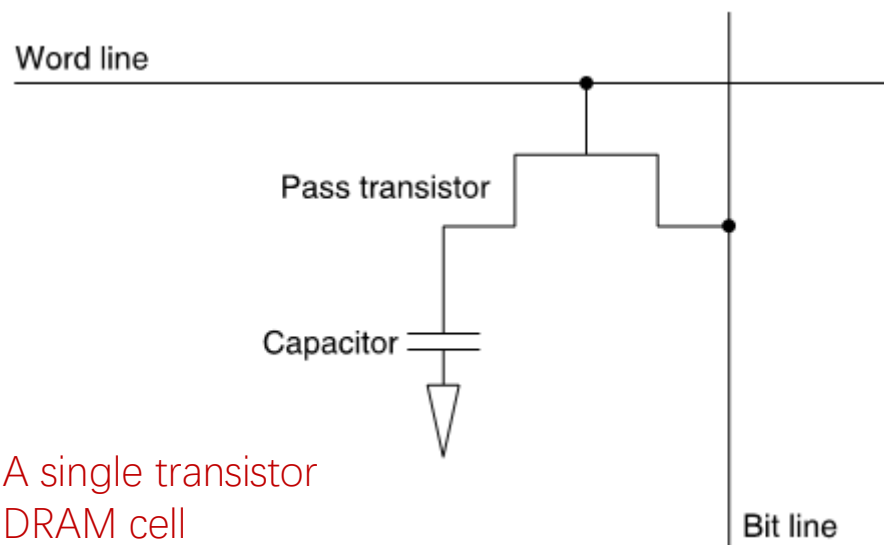 Word line
Pass transistor
Capacitor
A single transistor
DRAM cell
Bit line